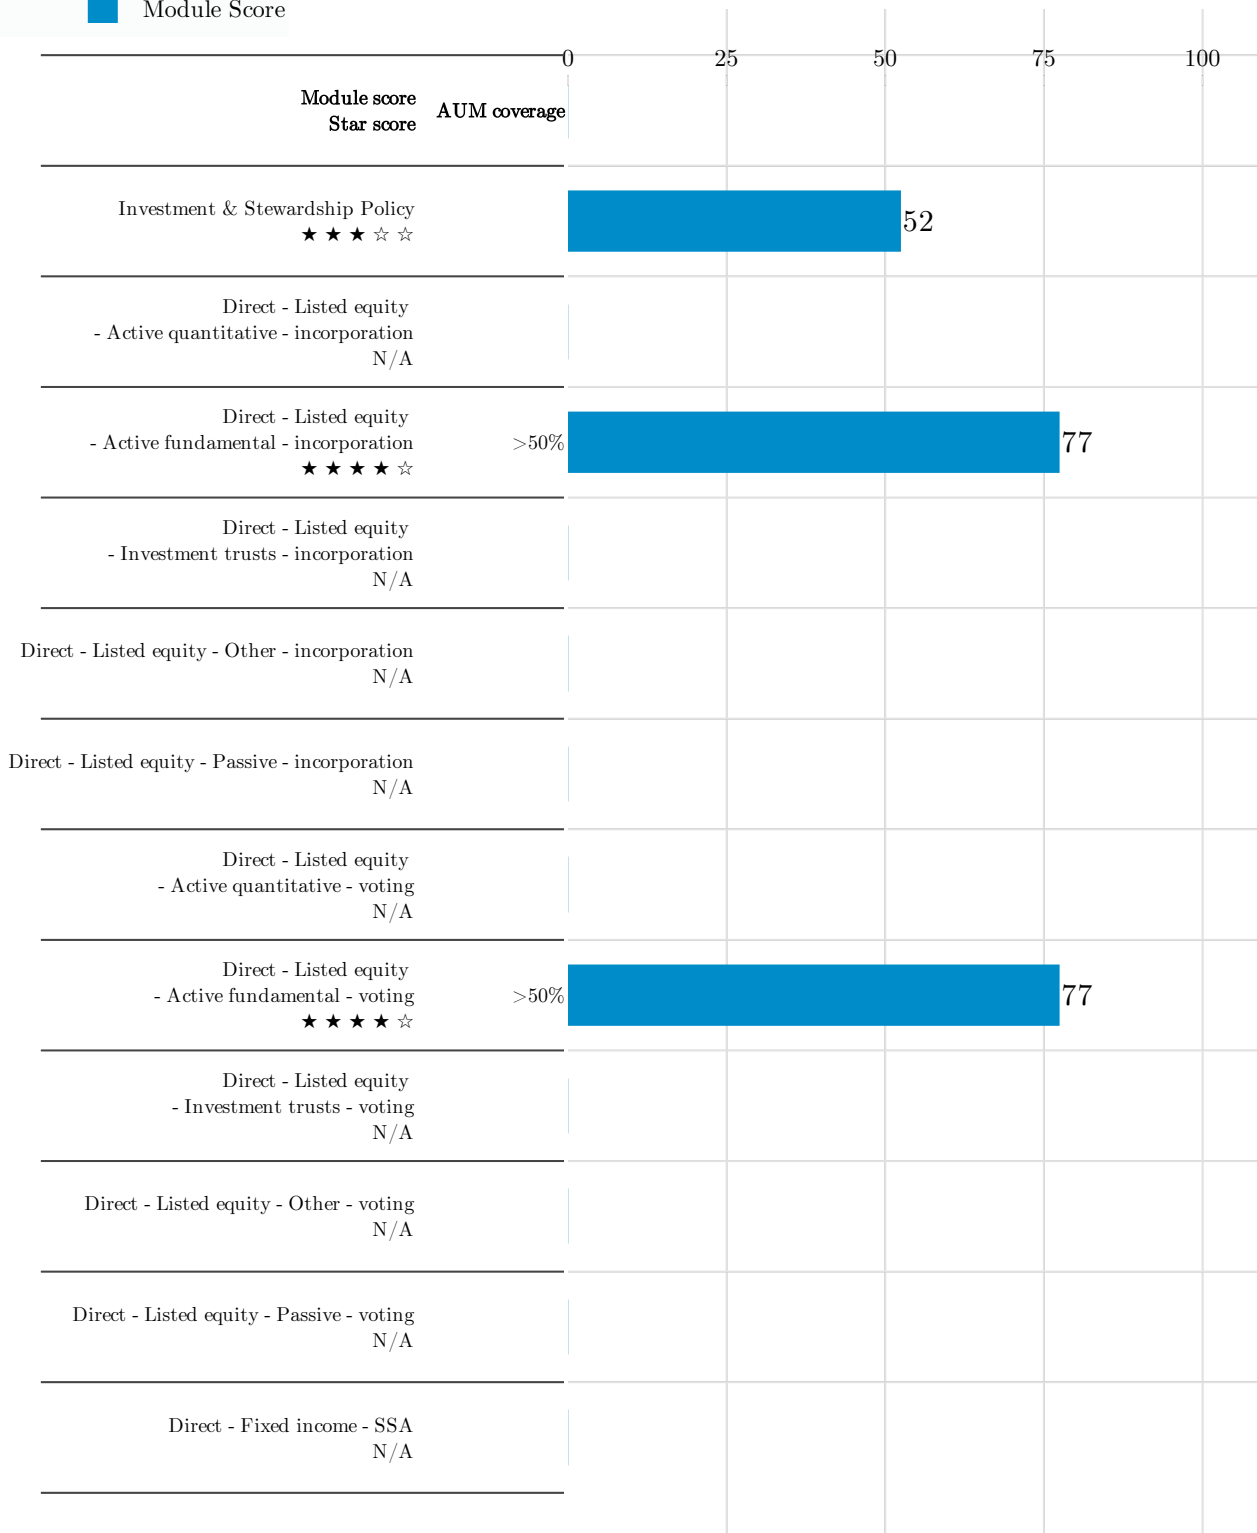 Module Score
0 25 50 75 100
Module score
Star score
AUM coverage
Investment & Stewardship Policy
★ ★ ★ ☆ ☆
52
Direct - Listed equity
- Active quantitative - incorporation
N/A
Direct - Listed equity
- Active fundamental - incorporation
★ ★ ★ ★ ☆
>50%
77
Direct - Listed equity
- Investment trusts - incorporation
N/A
Direct - Listed equity - Other - incorporation
N/A
Direct - Listed equity - Passive - incorporation
N/A
Direct - Listed equity
- Active quantitative - voting
N/A
Direct - Listed equity
- Active fundamental - voting
★ ★ ★ ★ ☆
>50%
77
Direct - Listed equity
- Investment trusts - voting
N/A
Direct - Listed equity - Other - voting
N/A
Direct - Listed equity - Passive - voting
N/A
Direct - Fixed income - SSA
N/A